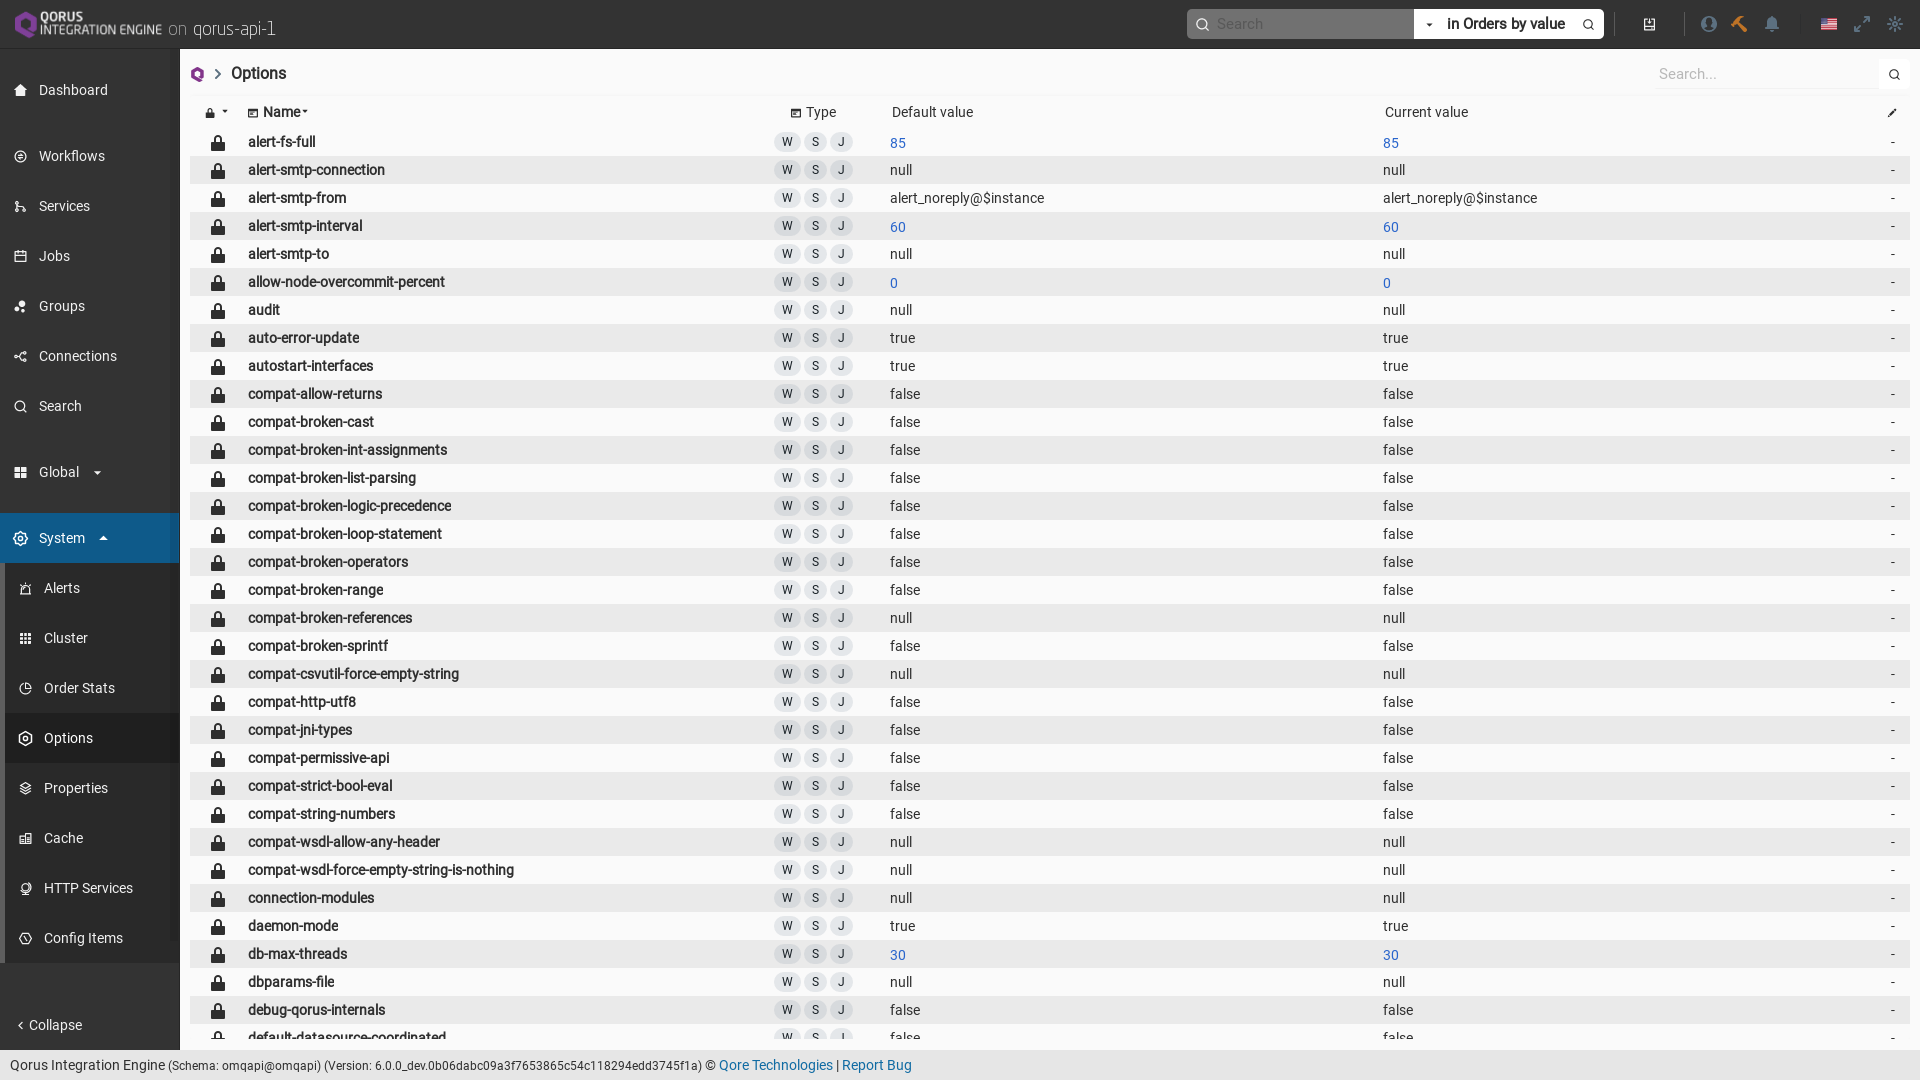 QORUS
INTEGRATION ENGINE on qorus-api-1
Search
in Orders by value
Dashboard
Workflows
Services
Jobs
Groups
Connections
Search
Global
System
Alerts
Cluster
Order Stats
Options
Properties
Cache
HTTP Services
Config Items
Collapse
Options
Search...
Name Type Default value Current value
alert-fs-full W S J 85 85 -
alert-smtp-connection W S J null null -
alert-smtp-from W S J alert_noreply@$instance alert_noreply@$instance -
alert-smtp-interval W S J 60 60 -
alert-smtp-to W S J null null -
allow-node-overcommit-percent W S J 0 0 -
audit W S J null null -
auto-error-update W S J true true -
autostart-interfaces W S J true true -
compat-allow-returns W S J false false -
compat-broken-cast W S J false false -
compat-broken-int-assignments W S J false false -
compat-broken-list-parsing W S J false false -
compat-broken-logic-precedence W S J false false -
compat-broken-loop-statement W S J false false -
compat-broken-operators W S J false false -
compat-broken-range W S J false false -
compat-broken-references W S J null null -
compat-broken-sprintf W S J false false -
compat-csvutil-force-empty-string W S J null null -
compat-http-utf8 W S J false false -
compat-jni-types W S J false false -
compat-permissive-api W S J false false -
compat-strict-bool-eval W S J false false -
compat-string-numbers W S J false false -
compat-wsdl-allow-any-header W S J null null -
compat-wsdl-force-empty-string-is-nothing W S J null null -
connection-modules W S J null null -
daemon-mode W S J true true -
db-max-threads W S J 30 30 -
dbparams-file W S J null null -
debug-qorus-internals W S J false false -
default-datasource-coordinated W S J false false -
Qorus Integration Engine (Schema: omqapi@omqapi) (Version: 6.0.0_dev.0b06dabc09a3f7653865c54c118294edd3745f1a) © Qore Technologies | Report Bug